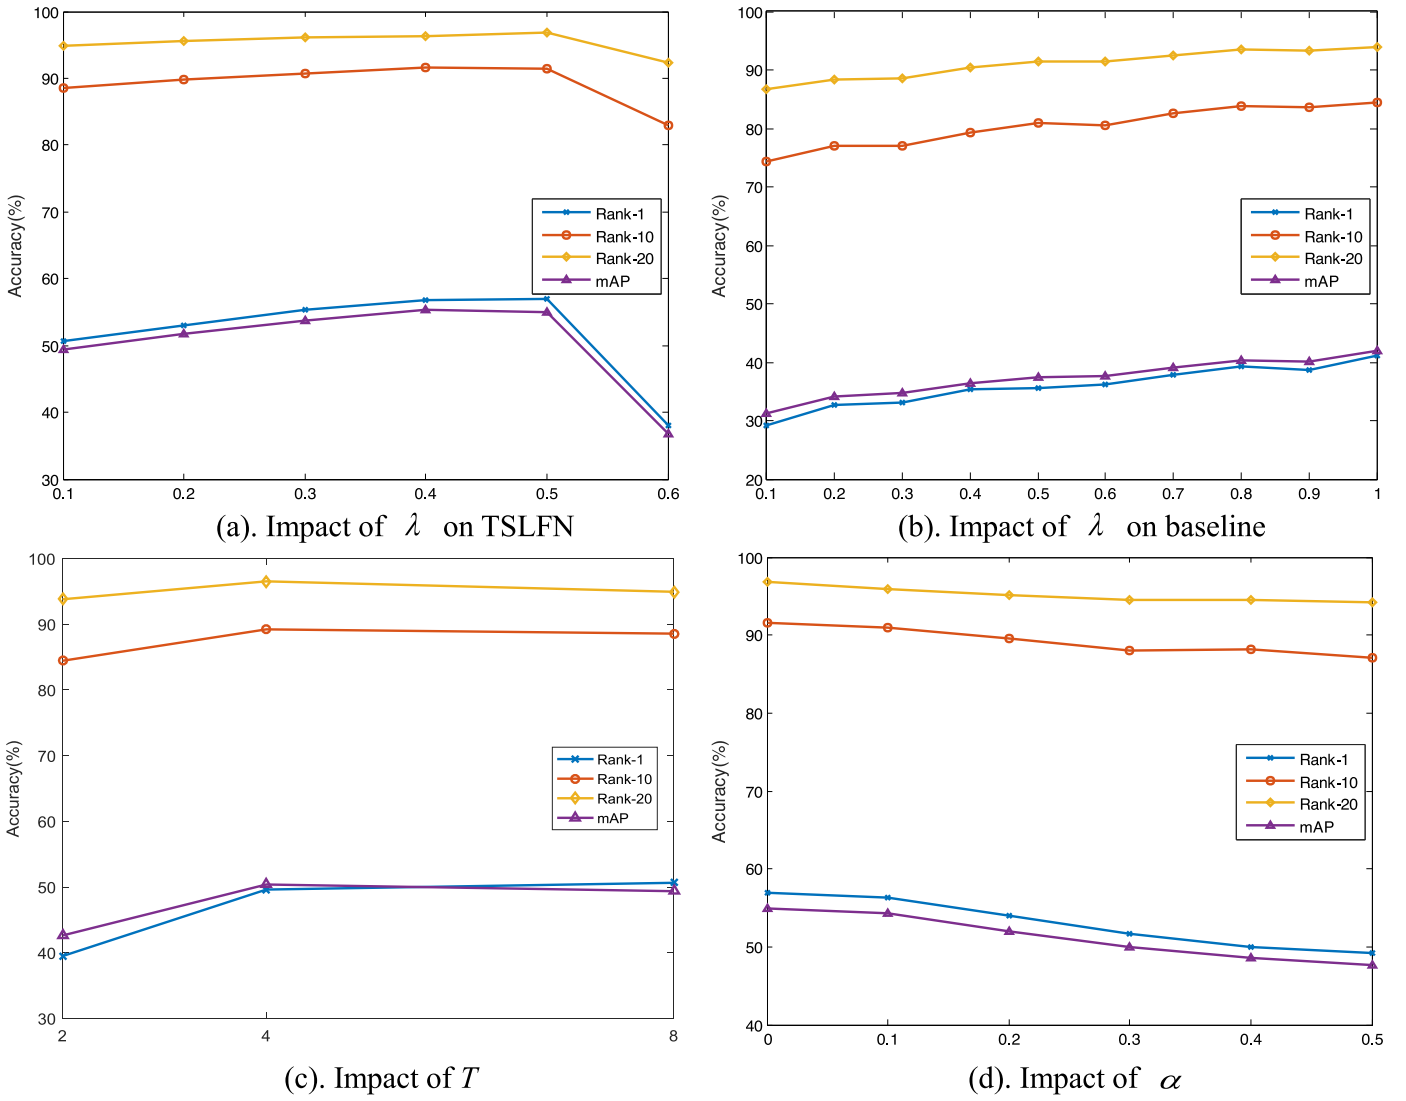 100
90
80
70
60
50
40
30
Accuracy(%)
Rank-1
Rank-10
Rank-20
mAP
0.1 0.2 0.3 0.4 0.5 0.6
(a). Impact of λ on TSLFN
100
90
80
70
60
50
40
30
20
Accuracy(%)
Rank-1
Rank-10
Rank-20
mAP
0.1 0.2 0.3 0.4 0.5 0.6 0.7 0.8 0.9 1
(b). Impact of λ on baseline
100
90
80
70
60
50
40
30
Accuracy(%)
Rank-1
Rank-10
Rank-20
mAP
2 4 8
(c). Impact of T
100
90
80
70
60
50
40
Accuracy(%)
Rank-1
Rank-10
Rank-20
mAP
0 0.1 0.2 0.3 0.4 0.5
(d). Impact of α